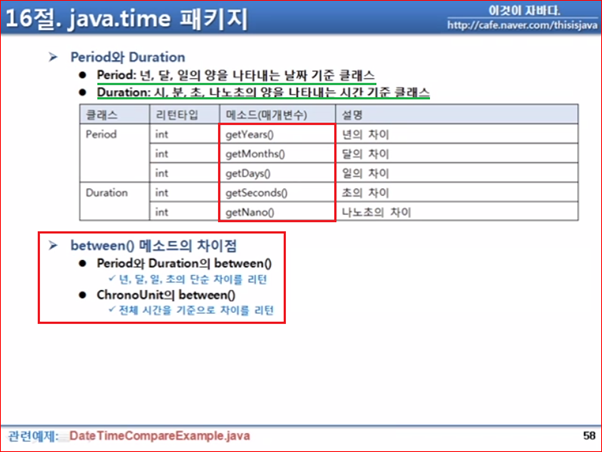 16절. java.time 패키지
이것이 자바다.
http://cafe.naver.com/thisisjava
Period와 Duration
Period: 년, 달, 일의 양을 나타내는 날짜 기준 클래스
Duration: 시, 분, 초, 나노초의 양을 나타내는 시간 기준 클래스
클래스 리턴타입 메소드(매개변수) 설명
Period int getYears() 년의 차이
int getMonths() 달의 차이
int getDays() 일의 차이
Duration int getSeconds() 초의 차이
int getNano() 나노초의 차이
between() 메소드의 차이점
Period와 Duration의 between()
년, 달, 일, 초의 단순 차이를 리턴
ChronoUnit의 between()
전체 시간을 기준으로 차이를 리턴
관련예제: DateTimeCompareExample.java
58